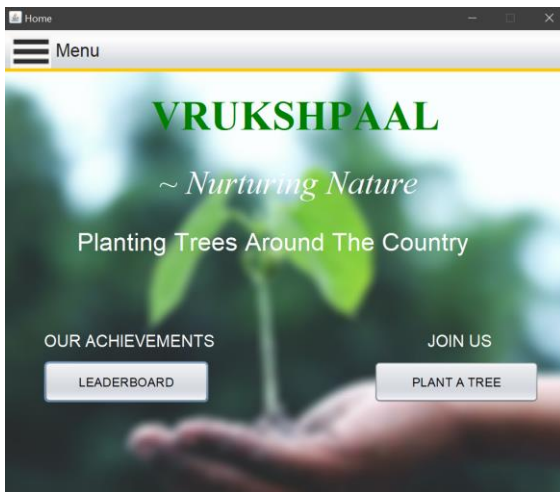 Home
Menu
VRUKSHPAAL
~ Nurturing Nature
Planting Trees Around The Country
OUR ACHIEVEMENTS
JOIN US
LEADERBOARD
PLANT A TREE